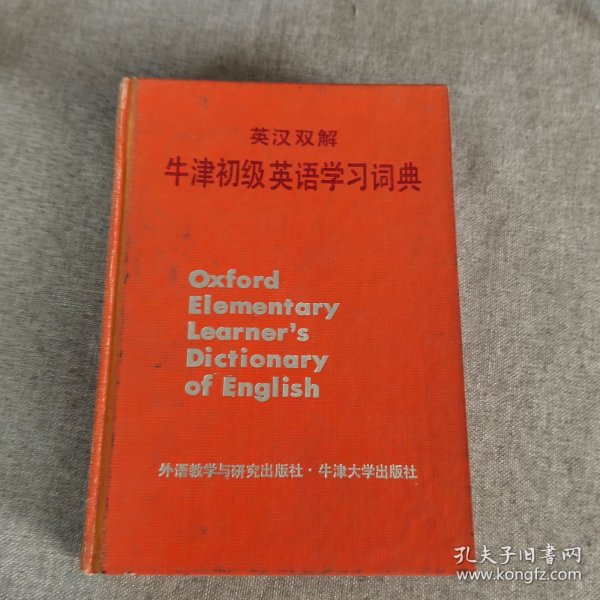 英汉双解
牛津初级英语学习词典
Oxford
Elementary
Learner's
Dictionary
of English
外语教学与研究出版社·牛津大学出版社
孔夫子旧书网
www.kongfz.com